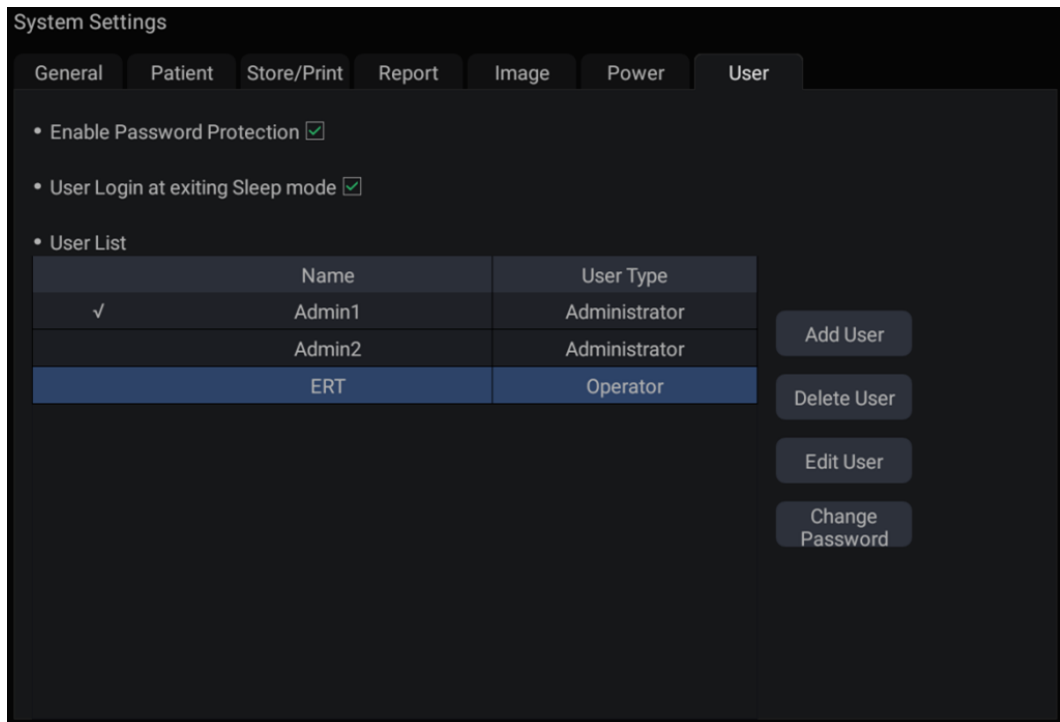 System Settings
General Patient Store/Print Report Image Power User
• Enable Password Protection
• User Login at exiting Sleep mode
• User List
Name User Type
√ Admin1 Administrator
Admin2 Administrator
ERT Operator
Add User
Delete User
Edit User
Change
Password